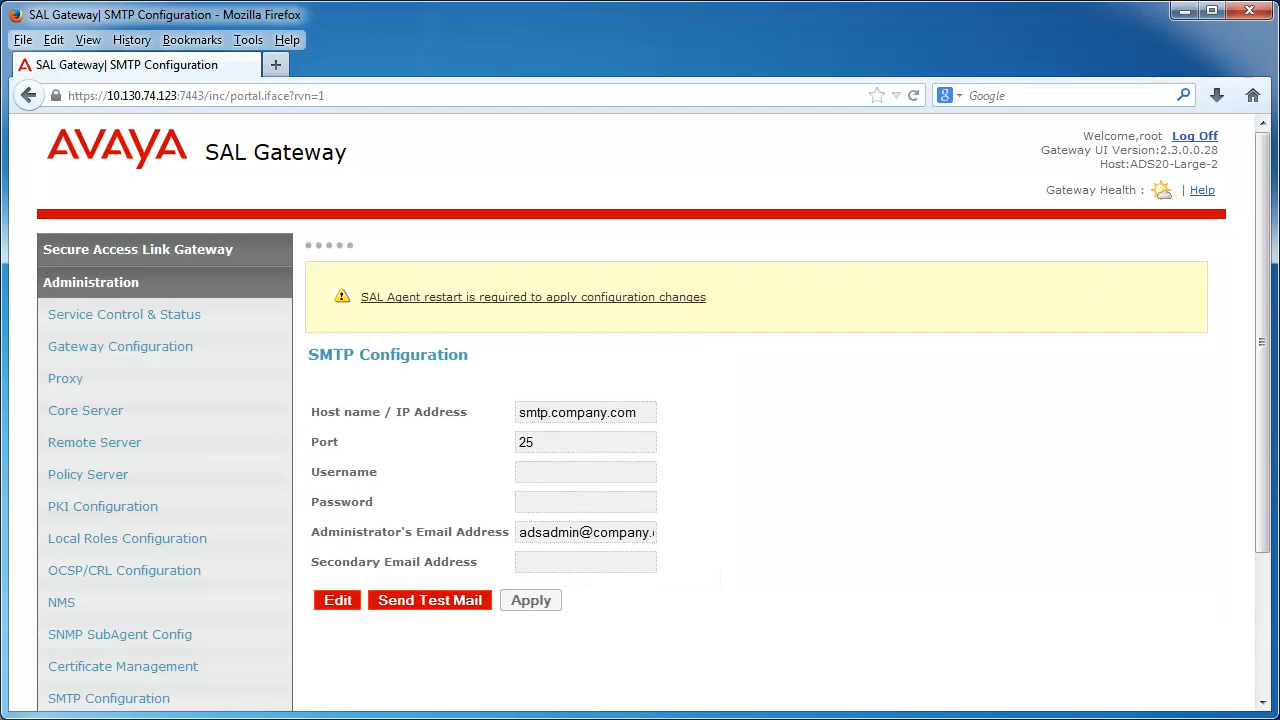 SAL Gateway| SMTP Configuration - Mozilla Firefox
File Edit View History Bookmarks Tools Help
SAL Gateway| SMTP Configuration
https://10.130.74.123:7443/inc/portal.iface?rvn=1
Google
AVAYA SAL Gateway
Welcome,root Log Off
Gateway UI Version:2.3.0.0.28
Host:ADS20-Large-2
Gateway Health : | Help
Secure Access Link Gateway
Administration
Service Control & Status
Gateway Configuration
Proxy
Core Server
Remote Server
Policy Server
PKI Configuration
Local Roles Configuration
OCSP/CRL Configuration
NMS
SNMP SubAgent Config
Certificate Management
SMTP Configuration
SAL Agent restart is required to apply configuration changes
SMTP Configuration
Host name / IP Address smtp.company.com
Port 25
Username
Password
Administrator's Email Address adsadmin@company.
Secondary Email Address
Edit Send Test Mail Apply